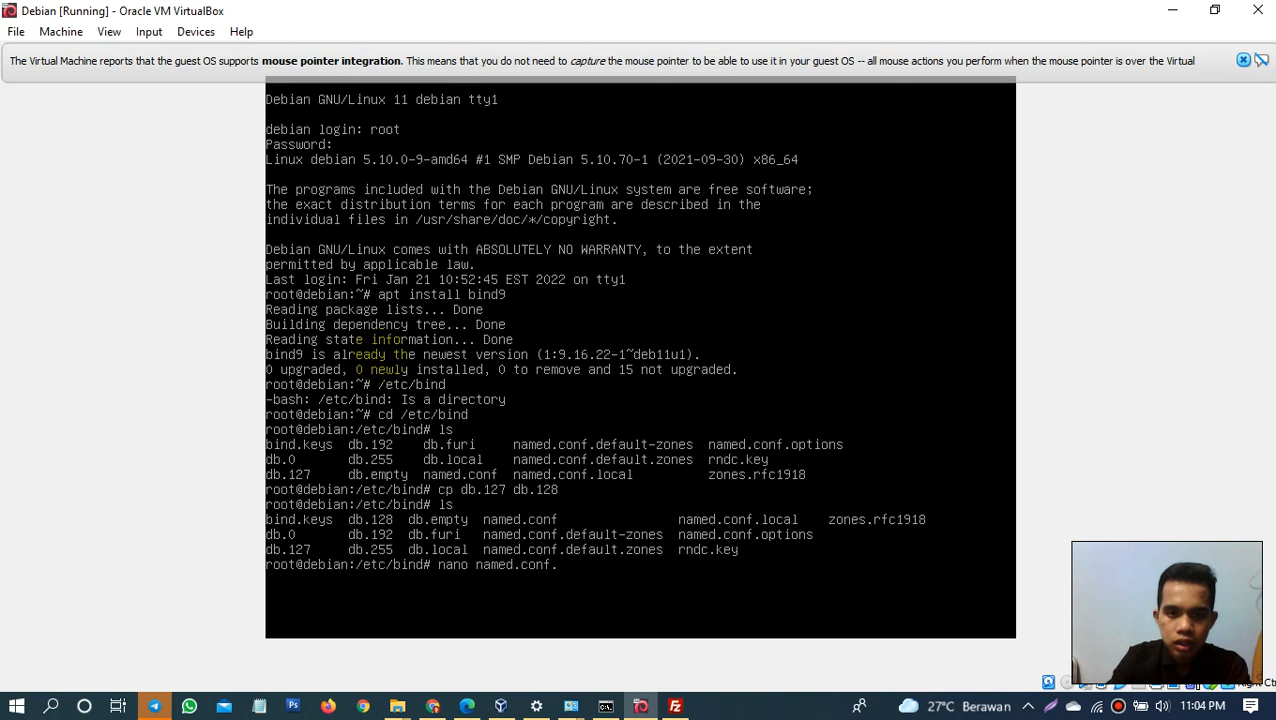 Debian [Running] - Oracle VM VirtualBox
File Machine View Input Devices Help
The Virtual Machine reports that the guest OS supports mouse pointer integration. This means that you do not need to capture the mouse pointer to be able to use it in your guest OS -- all mouse actions you perform when the mouse pointer is over the Virtual
Debian GNU/Linux 11 debian tty1
debian login: root
Password:
Linux debian 5.10.0-9-amd64 #1 SMP Debian 5.10.70-1 (2021-09-30) x86_64
The programs included with the Debian GNU/Linux system are free software;
the exact distribution terms for each program are described in the
individual files in /usr/share/doc/*/copyright.
Debian GNU/Linux comes with ABSOLUTELY NO WARRANTY, to the extent
permitted by applicable law.
Last login: Fri Jan 21 10:52:45 EST 2022 on tty1
root@debian:~# apt install bind9
Reading package lists... Done
Building dependency tree... Done
Reading state information... Done
bind9 is already the newest version (1:9.16.22-1~deb11u1).
0 upgraded, 0 newly installed, 0 to remove and 15 not upgraded.
root@debian:~# /etc/bind
-bash: /etc/bind: Is a directory
root@debian:~# cd /etc/bind
root@debian:/etc/bind# ls
bind.keys db.192 db.furi named.conf.default-zones named.conf.options
db.0 db.255 db.local named.conf.default.zones rndc.key
db.127 db.empty named.conf named.conf.local zones.rfc1918
root@debian:/etc/bind# cp db.127 db.128
root@debian:/etc/bind# ls
bind.keys db.128 db.empty named.conf named.conf.local zones.rfc1918
db.0 db.192 db.furi named.conf.default-zones named.conf.options
db.127 db.255 db.local named.conf.default.zones rndc.key
root@debian:/etc/bind# nano named.conf.
Right Ctr
27°C Berawan 11:04 PM